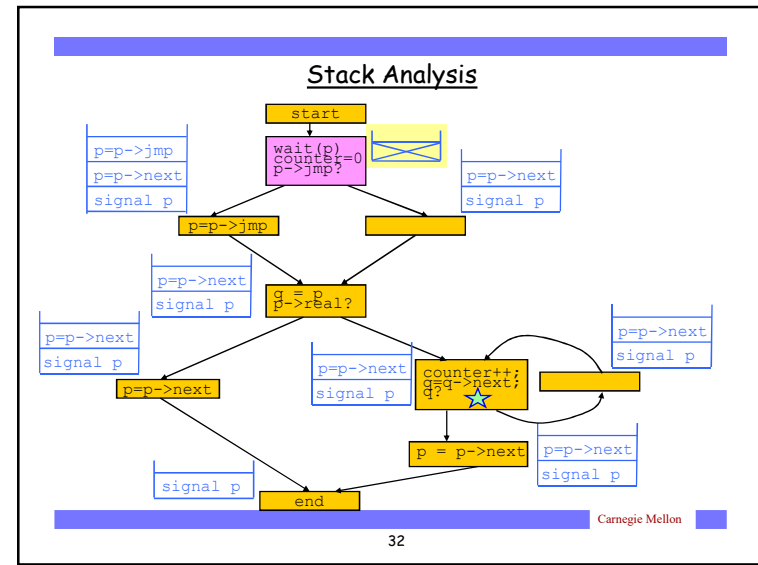 Stack Analysis
start
wait(p)
counter=0
p->jmp?
p=p->jmp
p=p->next
signal p
p=p->next
signal p
p=p->jmp
p=p->next
signal p
q = p
p->real?
p=p->next
signal p
p=p->next
signal p
p=p->next
signal p
counter++;
q=q->next;
q?
p=p->next
p = p->next
p=p->next
signal p
signal p
end
Carnegie Mellon
32